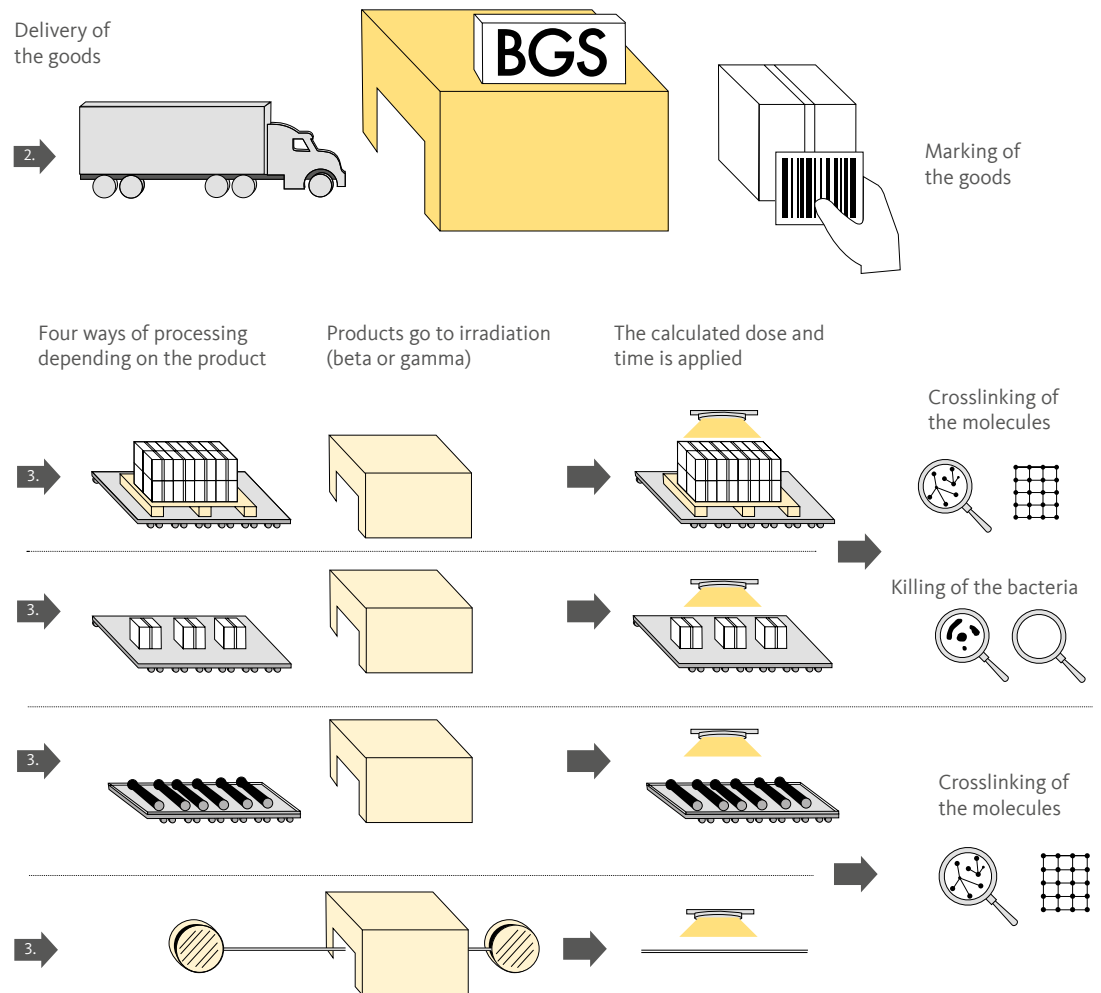 Delivery of
the goods
BGS
2.
Marking of
the goods
Four ways of processing
depending on the product
Products go to irradiation
(beta or gamma)
The calculated dose and
time is applied
Crosslinking of
the molecules
3.
Killing of the bacteria
3.
3.
Crosslinking of
the molecules
3.